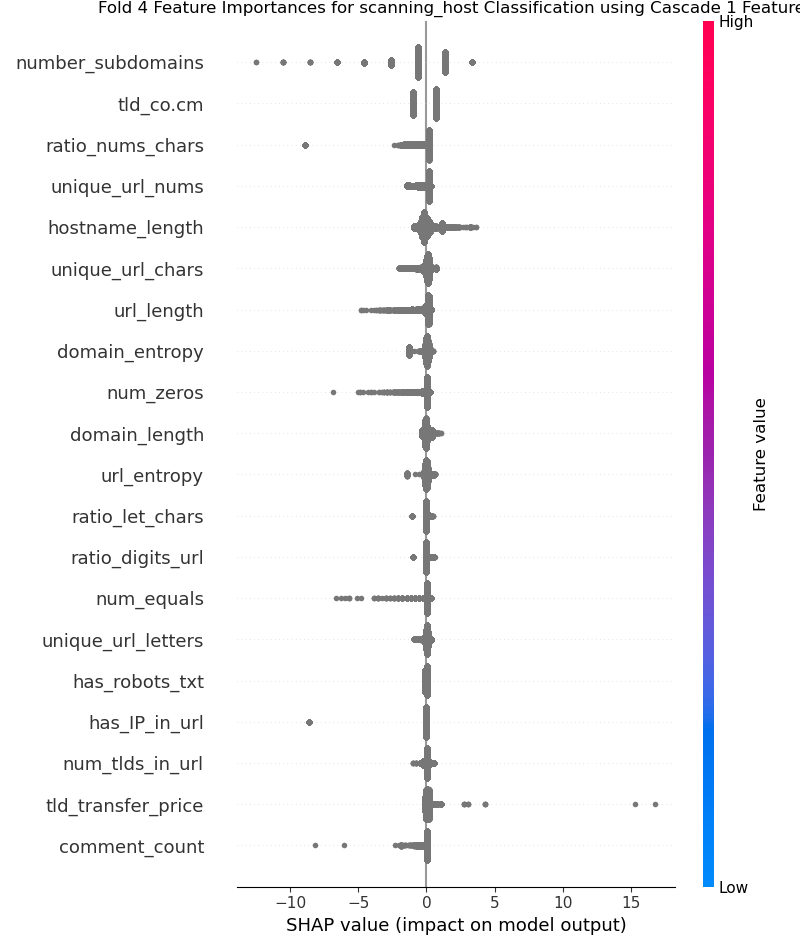 Fold 4 Feature Importances for scanning_host Classification using Cascade 1 Feature
High
number_subdomains
tld_co.cm
ratio_nums_chars
unique_url_nums
hostname_length
unique_url_chars
url_length
domain_entropy
num_zeros
domain_length
url_entropy
ratio_let_chars
ratio_digits_url
num_equals
unique_url_letters
has_robots_txt
has_IP_in_url
num_tlds_in_url
tld_transfer_price
comment_count
Feature value
Low
−10 −5 0 5 10 15
SHAP value (impact on model output)